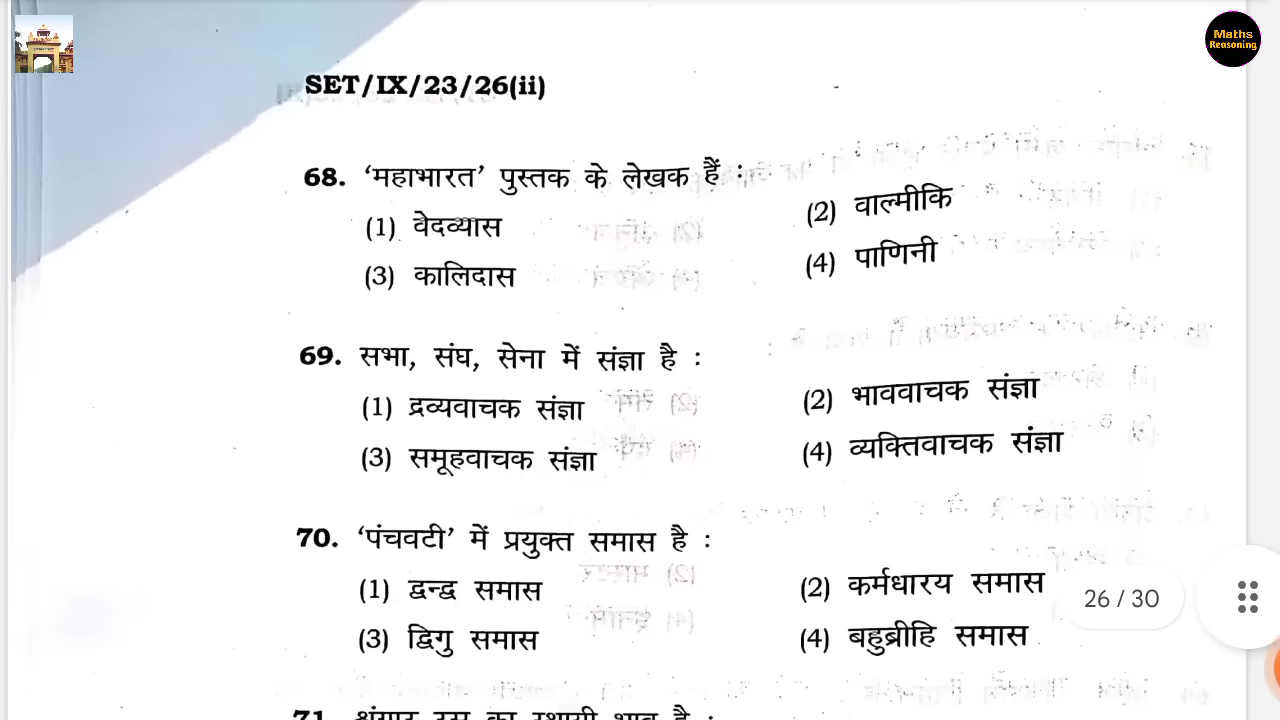 Maths
Reasoning
SET/IX/23/26(ii)
68. ‘महाभारत’ पुस्तक के लेखक हैं :
(1) वेदव्यास (2) वाल्मीकि
(3) कालिदास (4) पाणिनी
69. सभा, संघ, सेना में संज्ञा है :
(1) द्रव्यवाचक संज्ञा (2) भाववाचक संज्ञा
(3) समूहवाचक संज्ञा (4) व्यक्तिवाचक संज्ञा
70. ‘पंचवटी’ में प्रयुक्त समास है :
(1) द्वन्द्व समास (2) कर्मधारय समास
(3) द्विगु समास (4) बहुब्रीहि समास
26 / 30
71. श्रृंगार रस का स्थायी भाव है :